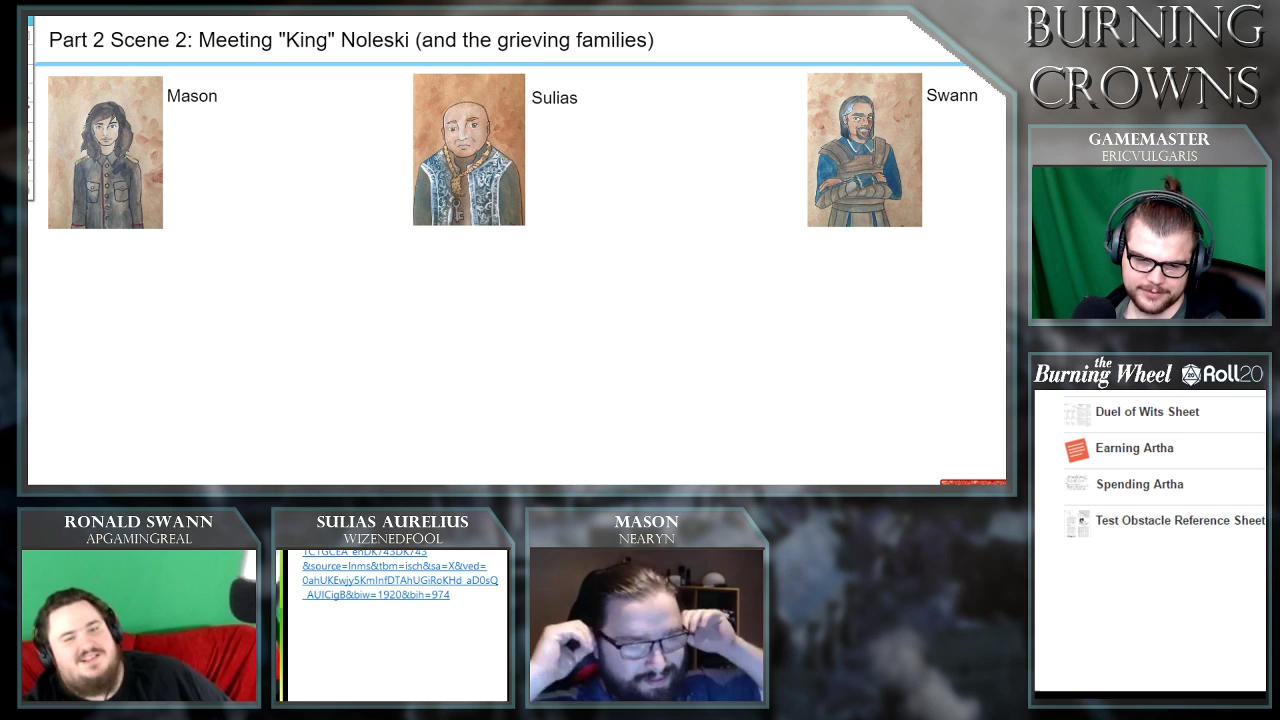 Part 2 Scene 2: Meeting "King" Noleski (and the grieving families)
Mason
Sulias
Swann
BURNING
CROWNS
GAMEMASTER
ERICVULGARIS
the
Burning Wheel
20
Roll20
Duel of Wits Sheet
Earning Artha
Spending Artha
Test Obstacle Reference Sheet
RONALD SWANN
APGAMINGREAL
SULIAS AURELIUS
WIZENEDFOOL
&source=lnms&tbm=isch&sa=X&ved=
0ahUKEwjy5KmInfDTAhUGiRoKHd_aD0sQ
_AUICigB&biw=1920&bih=974
MASON
NEARYN